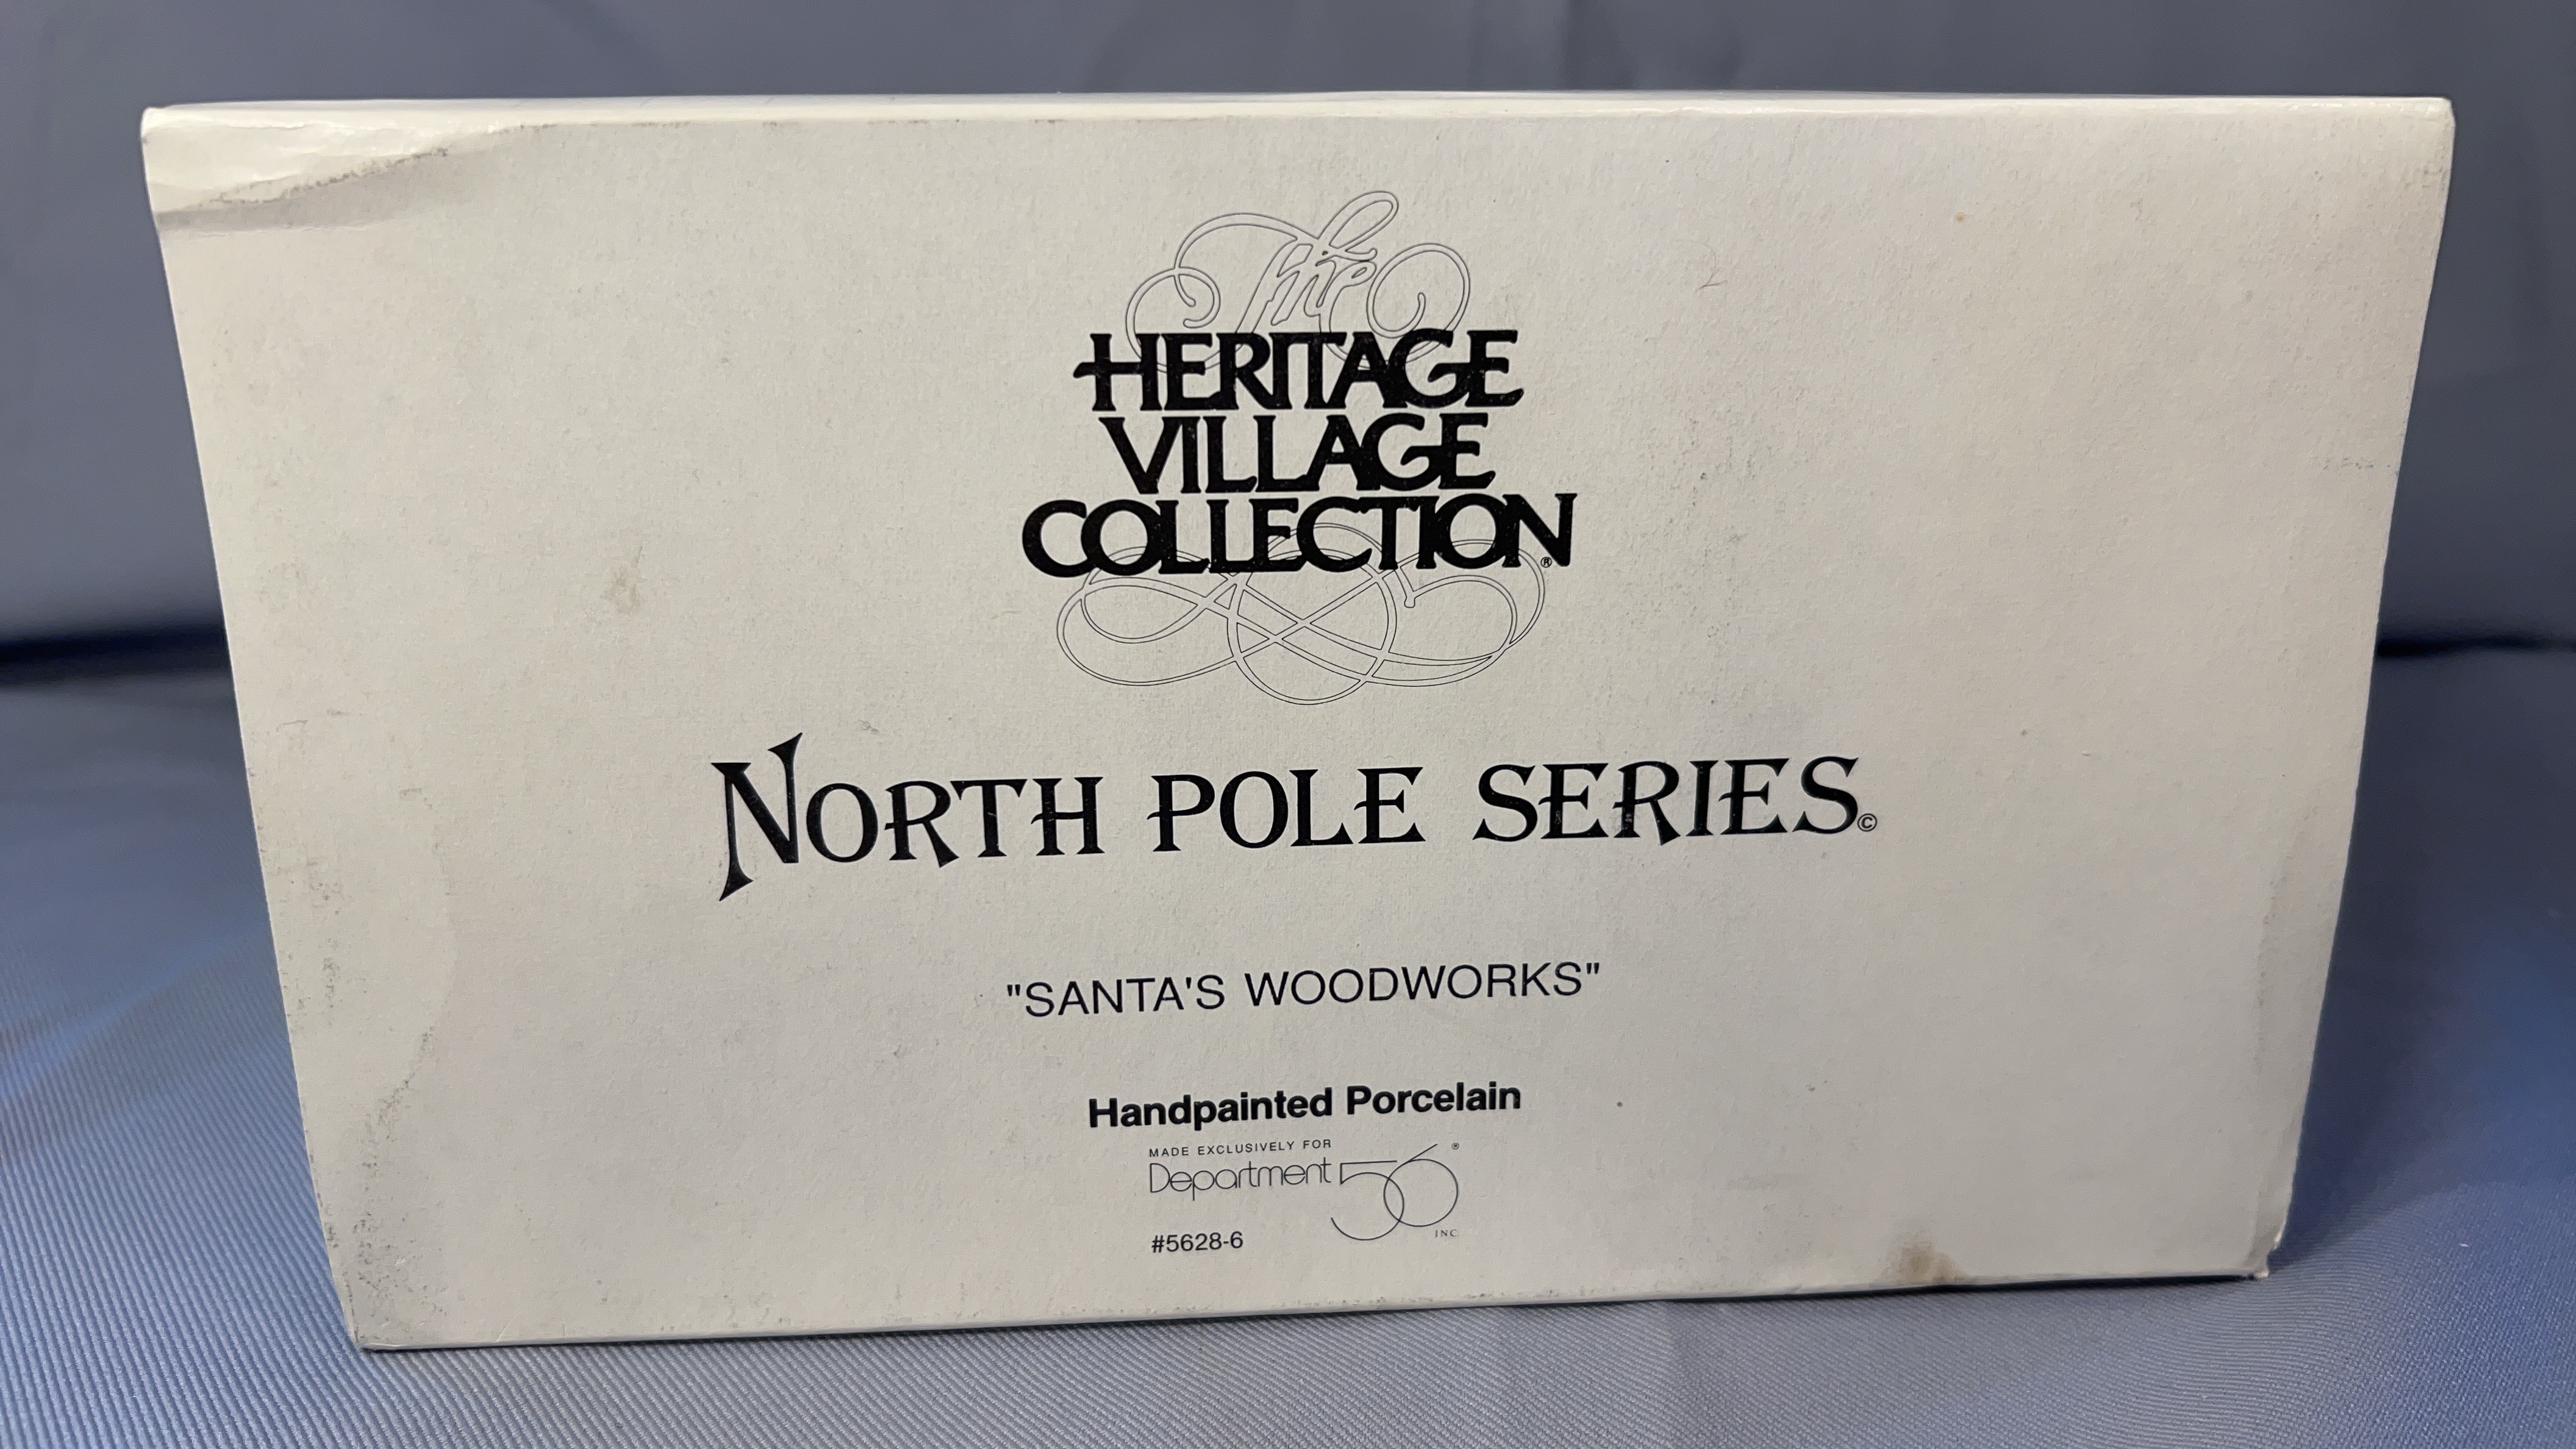 The
HERITAGE
VILLAGE
COLLECTION®
NORTH POLE SERIES©
"SANTA'S WOODWORKS"
Handpainted Porcelain
MADE EXCLUSIVELY FOR
Department 56®
INC
#5628-6